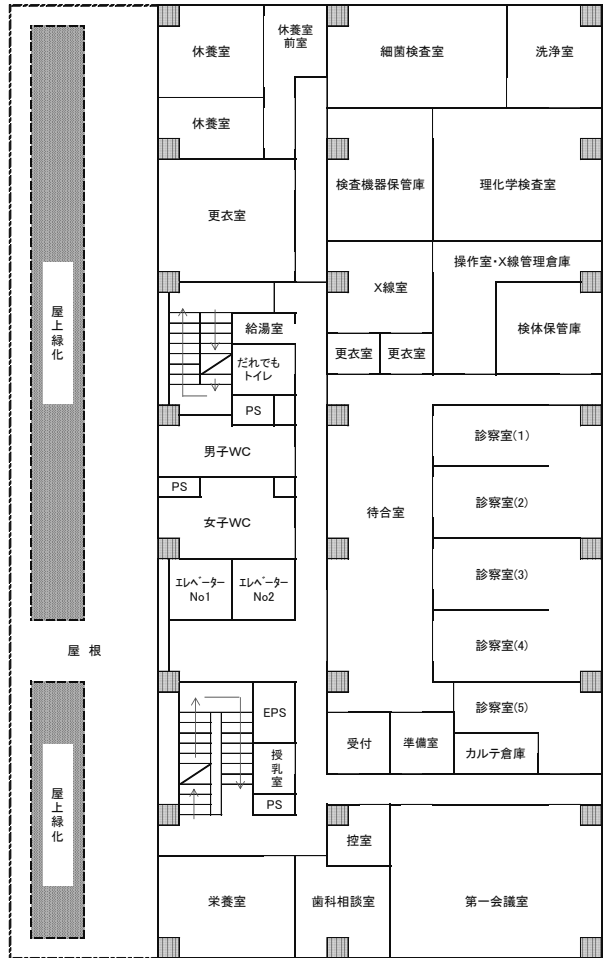 休養室
休養室
前室
細菌検査室
洗浄室
休養室
検査機器保管庫
理化学検査室
更衣室
操作室・X線管理倉庫
X線室
屋上緑化
給湯室
検体保管庫
だれでも
トイレ
更衣室
更衣室
PS
診察室(1)
男子WC
PS
診察室(2)
待合室
女子WC
エレベーター
No1
エレベーター
No2
診察室(3)
屋 根
診察室(4)
EPS
診察室(5)
受付
準備室
カルテ倉庫
授乳室
屋上緑化
PS
控室
栄養室
歯科相談室
第一会議室